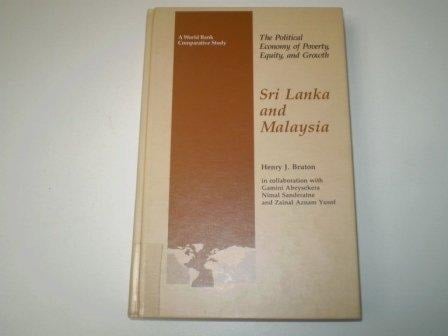 A World Bank
Comparative Study
The Political
Economy of Poverty,
Equity, and Growth
Sri Lanka
and
Malaysia
Henry J. Bruton
in collaboration with
Gamini Abeysekera
Nimal Sanderatne
and Zainal Aznam Yusof